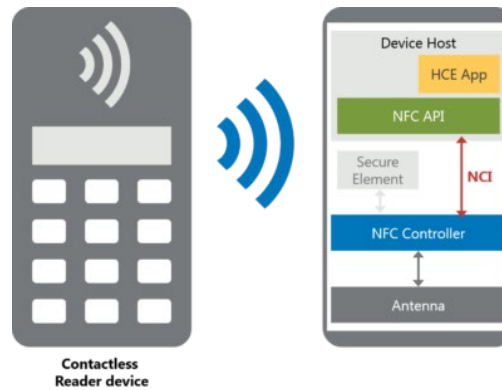 Device Host
HCE App
NFC API
Secure
Element
NCI
NFC Controller
Antenna
Contactless
Reader device